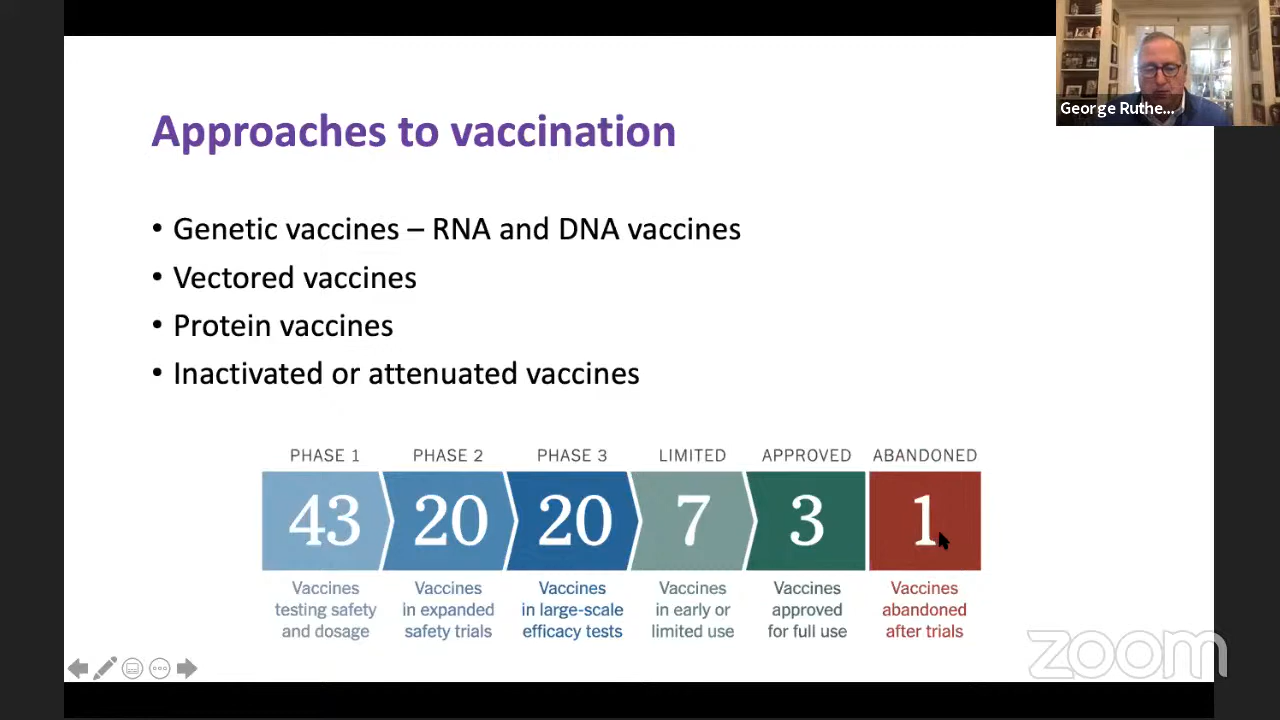 George Ruthe...
Approaches to vaccination
• Genetic vaccines – RNA and DNA vaccines
• Vectored vaccines
• Protein vaccines
• Inactivated or attenuated vaccines
PHASE 1 PHASE 2 PHASE 3 LIMITED APPROVED ABANDONED
43 20 20 7 3 1
Vaccines Vaccines Vaccines Vaccines Vaccines Vaccines
testing safety in expanded in large-scale in early or approved abandoned
and dosage safety trials efficacy tests limited use for full use after trials
zoom